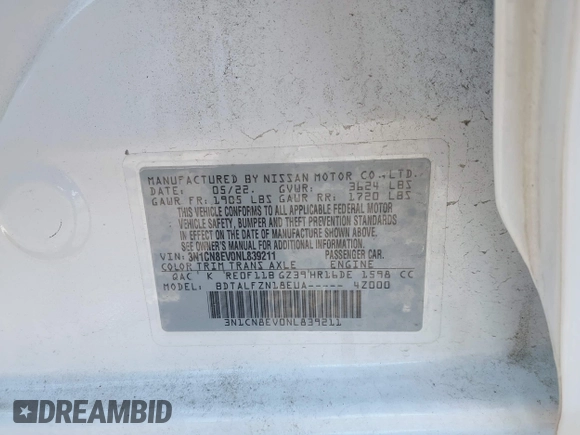 MANUFACTURED BY NISSAN MOTOR CO.,LTD.
DATE: 05/22. GVWR: 3624 LBS
GAWR FR: 1905 LBS GAWR RR: 1720 LBS
THIS VEHICLE CONFORMS TO ALL APPLICABLE FEDERAL MOTOR
VEHICLE SAFETY, BUMPER AND THEFT PREVENTION STANDARDS
IN EFFECT ON THE DATE OF MANUFACTURE SHOWN ABOVE.
SEE OWNER'S MANUAL, FOR ADDITIONAL INFORMATION.
VIN: 3N1CN8EV0NL839211 PASSENGER CAR.
COLOR TRIM TRANS AXLE ENGINE
QAC K RE0F11B GZ39 HR16DE 1598 CC
MODEL: BDTALFZN18EUA----- 4Z000
3N1CN8EV0NL839211
DREAMBID